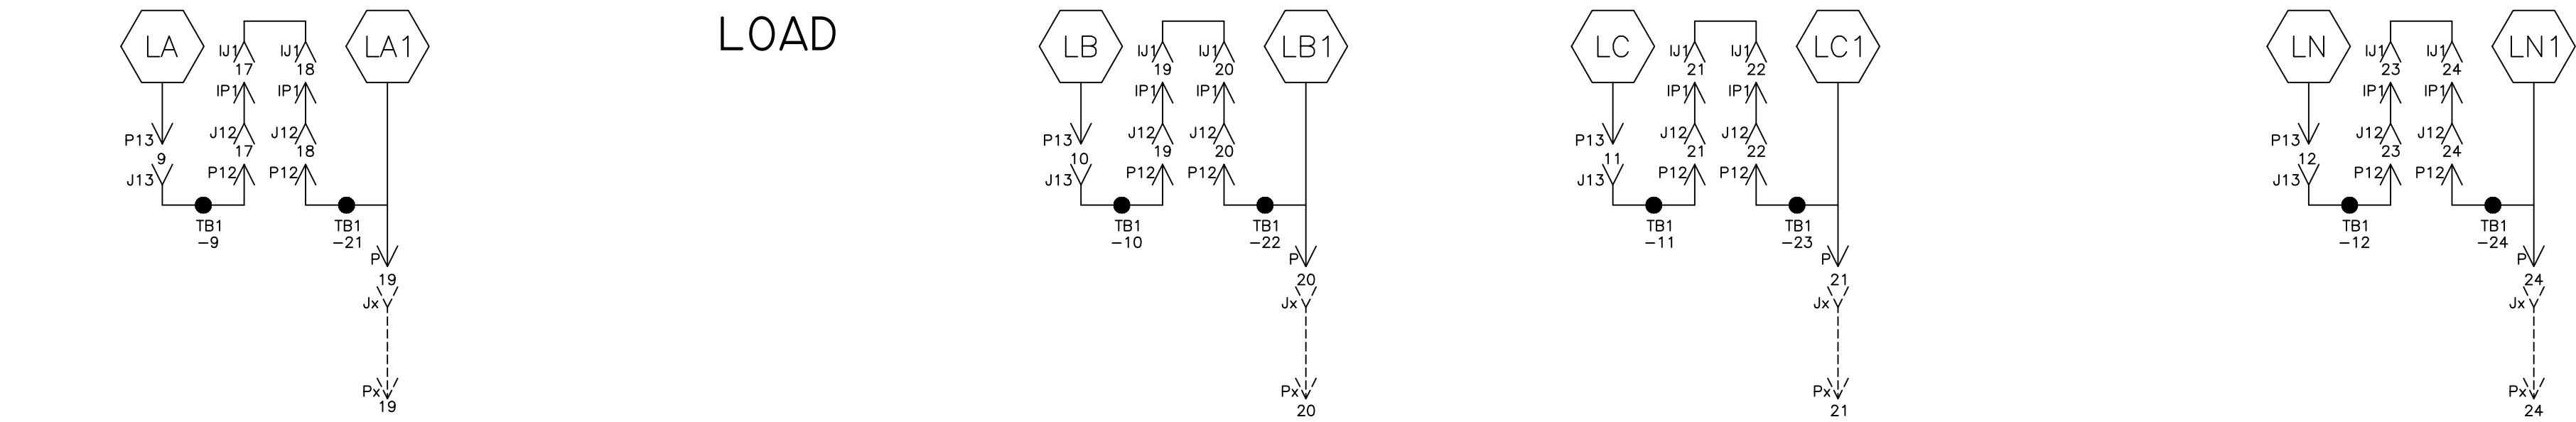 LA
IJ1
17
IJ1
18
LA1
IP1
IP1
P13
9
J13
J12
17
J12
18
P12
P12
TB1
-9
TB1
-21
P
19
Jx
Px
19
LOAD
LB
IJ1
19
IJ1
20
LB1
IP1
IP1
P13
10
J13
J12
19
J12
20
P12
P12
TB1
-10
TB1
-22
P
20
Jx
Px
20
LC
IJ1
21
IJ1
22
LC1
IP1
IP1
P13
11
J13
J12
21
J12
22
P12
P12
TB1
-11
TB1
-23
P
21
Jx
Px
21
LN
IJ1
23
IJ1
24
LN1
IP1
IP1
P13
12
J13
J12
23
J12
24
P12
P12
TB1
-12
TB1
-24
P
24
Jx
Px
24